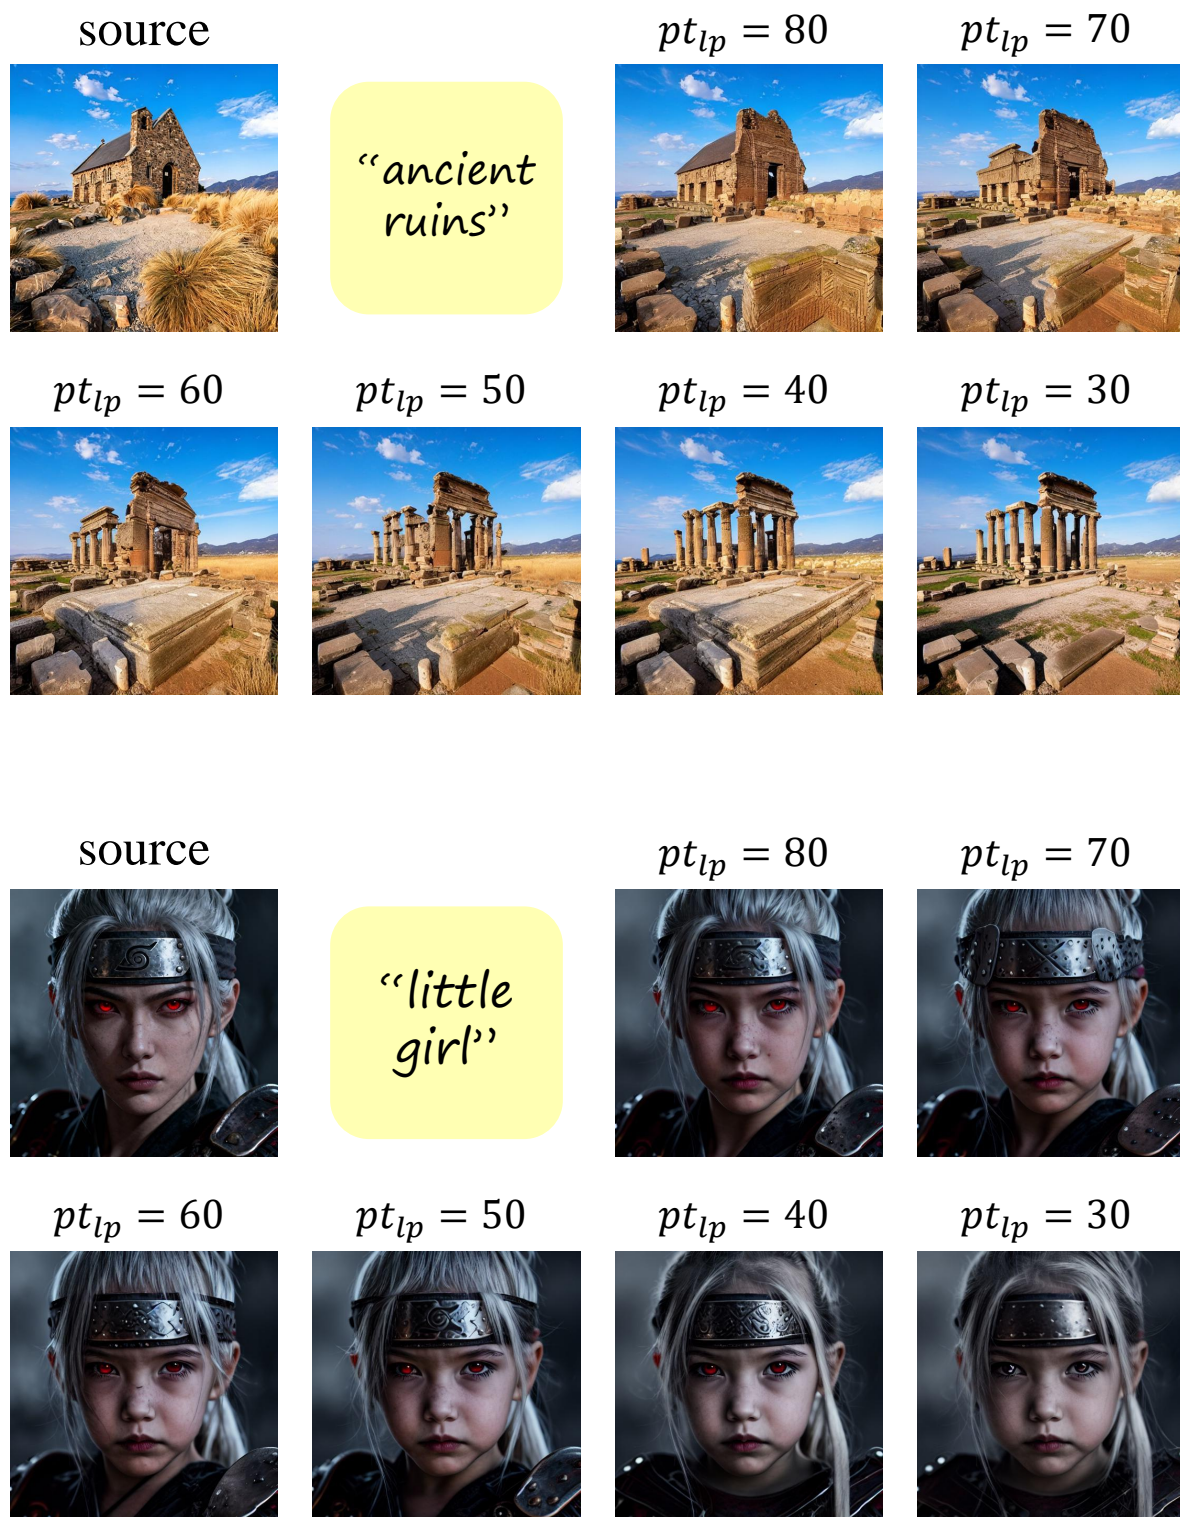 source
pt_lp = 80
pt_lp = 70
“ancient
ruins”
pt_lp = 60
pt_lp = 50
pt_lp = 40
pt_lp = 30
source
pt_lp = 80
pt_lp = 70
“little
girl”
pt_lp = 60
pt_lp = 50
pt_lp = 40
pt_lp = 30